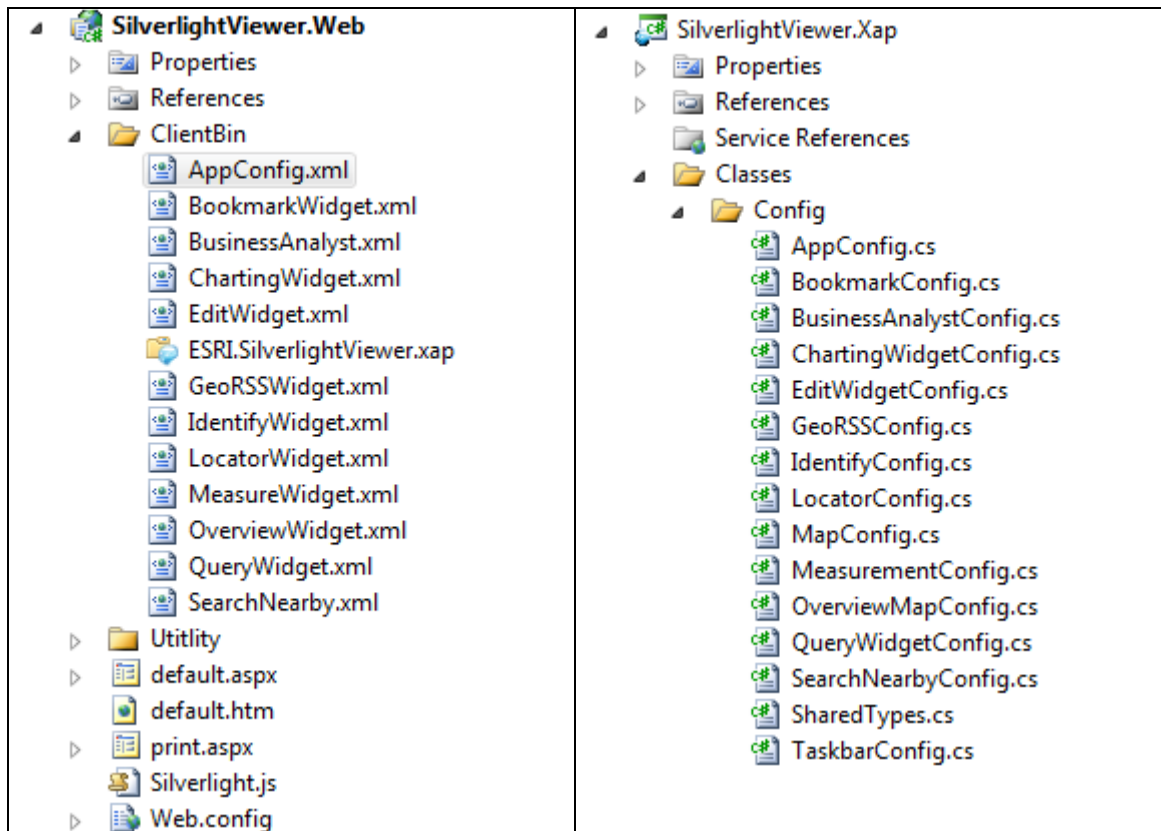 SilverlightViewer.Web
Properties
References
ClientBin
AppConfig.xml
BookmarkWidget.xml
BusinessAnalyst.xml
ChartingWidget.xml
EditWidget.xml
ESRI.SilverlightViewer.xap
GeoRSSWidget.xml
IdentifyWidget.xml
LocatorWidget.xml
MeasureWidget.xml
OverviewWidget.xml
QueryWidget.xml
SearchNearby.xml
Utitlity
default.aspx
default.htm
print.aspx
Silverlight.js
Web.config
SilverlightViewer.Xap
Properties
References
Service References
Classes
Config
AppConfig.cs
BookmarkConfig.cs
BusinessAnalystConfig.cs
ChartingWidgetConfig.cs
EditWidgetConfig.cs
GeoRSSConfig.cs
IdentifyConfig.cs
LocatorConfig.cs
MapConfig.cs
MeasurementConfig.cs
OverviewMapConfig.cs
QueryWidgetConfig.cs
SearchNearbyConfig.cs
SharedTypes.cs
TaskbarConfig.cs